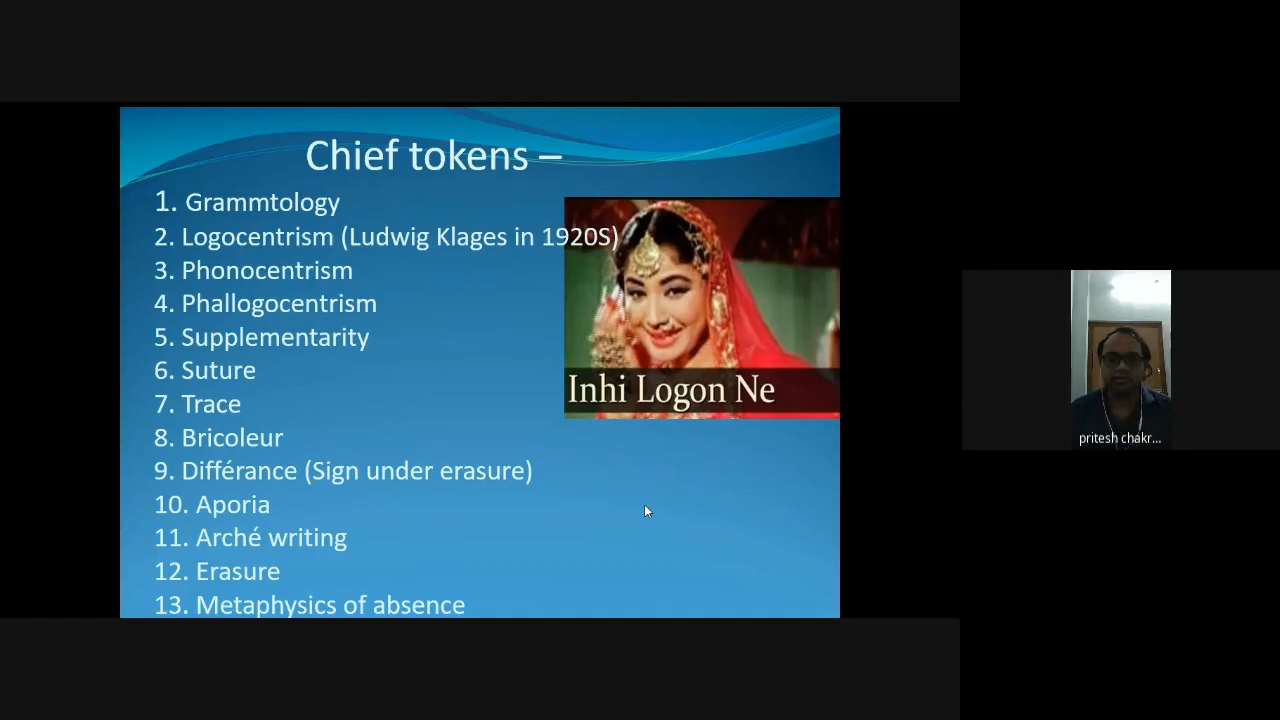 Chief tokens –
1. Grammtology
2. Logocentrism (Ludwig Klages in 1920S)
3. Phonocentrism
4. Phallogocentrism
5. Supplementarity
6. Suture
7. Trace
8. Bricoleur
9. Différance (Sign under erasure)
10. Aporia
11. Arché writing
12. Erasure
13. Metaphysics of absence
Inhi Logon Ne
pritesh chakr...